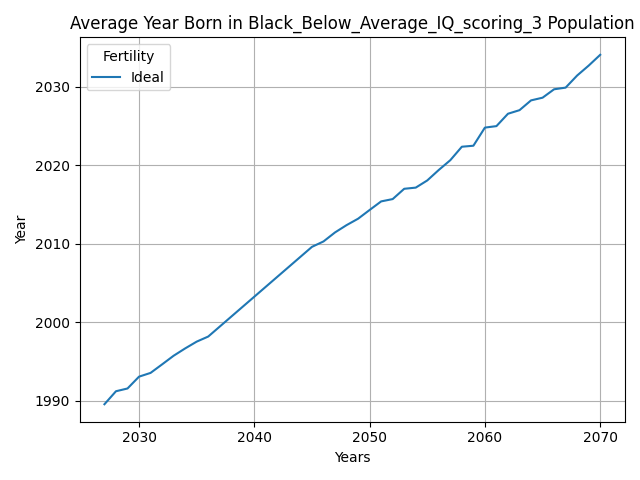 Average Year Born in Black_Below_Average_IQ_scoring_3 Population
Fertility
Ideal
Year
2030
2020
2010
2000
1990
2030 2040 2050 2060 2070
Years